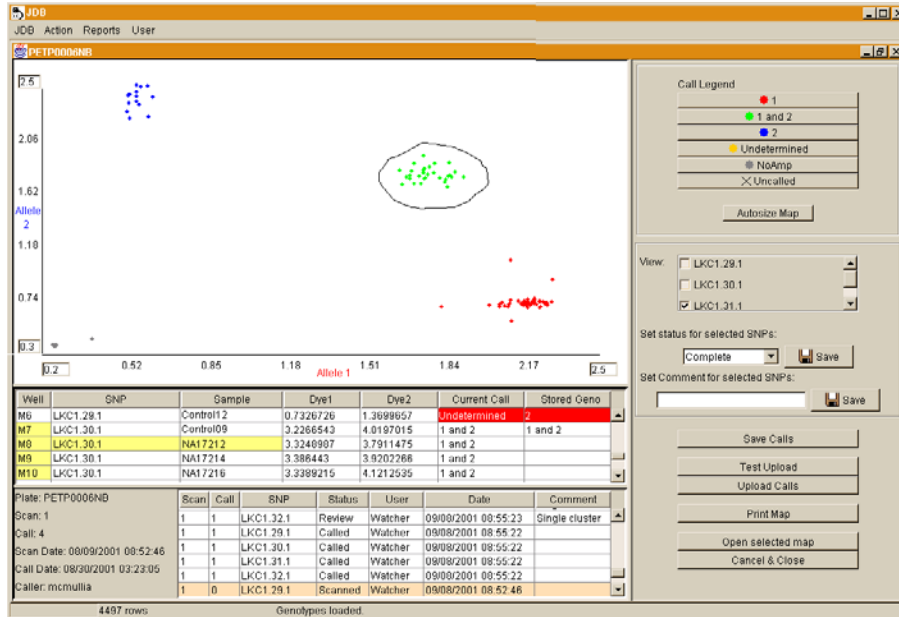 JDB
JDB Action Reports User
PETP0006NB
2.5
2.06
1.62
Allele
2
1.18
0.74
0.3
0.2 0.52 0.85 1.18 1.51 1.84 2.17 2.5
Allele 1
Call Legend
1
1 and 2
2
Undetermined
NoAmp
Uncalled
Autosize Map
View: LKC1.29.1
LKC1.30.1
LKC1.31.1
Set status for selected SNPs:
Complete Save
Set Comment for selected SNPs:
Save
Save Calls
Test Upload
Upload Calls
Print Map
Open selected map
Cancel & Close
Well SNP Sample Dye1 Dye2 Current Call Stored Geno
M6 LKC1.29.1 Control12 0.7326726 1.3699657 Undetermined 2
M7 LKC1.30.1 Control09 3.2266543 4.0197015 1 and 2 1 and 2
M8 LKC1.30.1 NA17212 3.3248987 3.7911475 1 and 2
M9 LKC1.30.1 NA17214 3.386443 3.9202266 1 and 2
M10 LKC1.30.1 NA17216 3.3389215 4.1212535 1 and 2
Plate: PETP0006NB
Scan: 1
Call: 4
Scan Date: 08/09/2001 08:52:46
Call Date: 08/30/2001 03:23:05
Caller: mcmullia
Scan Call SNP Status User Date Comment
1 1 LKC1.32.1 Review Watcher 09/08/2001 08:55:23 Single cluster
1 1 LKC1.29.1 Called Watcher 09/08/2001 08:55:22
1 1 LKC1.30.1 Called Watcher 09/08/2001 08:55:22
1 1 LKC1.31.1 Called Watcher 09/08/2001 08:55:22
1 1 LKC1.32.1 Called Watcher 09/08/2001 08:55:22
1 0 LKC1.29.1 Scanned Watcher 09/08/2001 08:52:46
4497 rows Genotypes loaded.